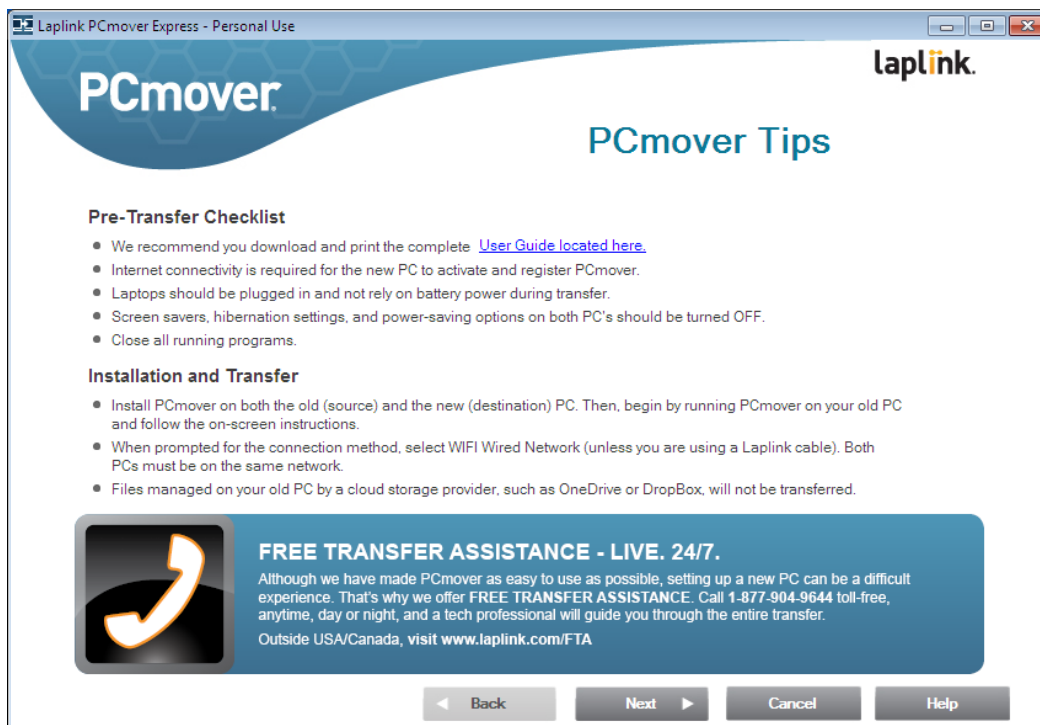 Laplink PCmover Express - Personal Use
laplink.
PCmover.
PCmover Tips
Pre-Transfer Checklist
We recommend you download and print the complete User Guide located here.
Internet connectivity is required for the new PC to activate and register PCmover.
Laptops should be plugged in and not rely on battery power during transfer.
Screen savers, hibernation settings, and power-saving options on both PC's should be turned OFF.
Close all running programs.
Installation and Transfer
Install PCmover on both the old (source) and the new (destination) PC. Then, begin by running PCmover on your old PC
and follow the on-screen instructions.
When prompted for the connection method, select WIFI Wired Network (unless you are using a Laplink cable). Both
PCs must be on the same network.
Files managed on your old PC by a cloud storage provider, such as OneDrive or DropBox, will not be transferred.
FREE TRANSFER ASSISTANCE - LIVE. 24/7.
Although we have made PCmover as easy to use as possible, setting up a new PC can be a difficult
experience. That's why we offer FREE TRANSFER ASSISTANCE. Call 1-877-904-9644 toll-free,
anytime, day or night, and a tech professional will guide you through the entire transfer.
Outside USA/Canada, visit www.laplink.com/FTA
Back
Next
Cancel
Help